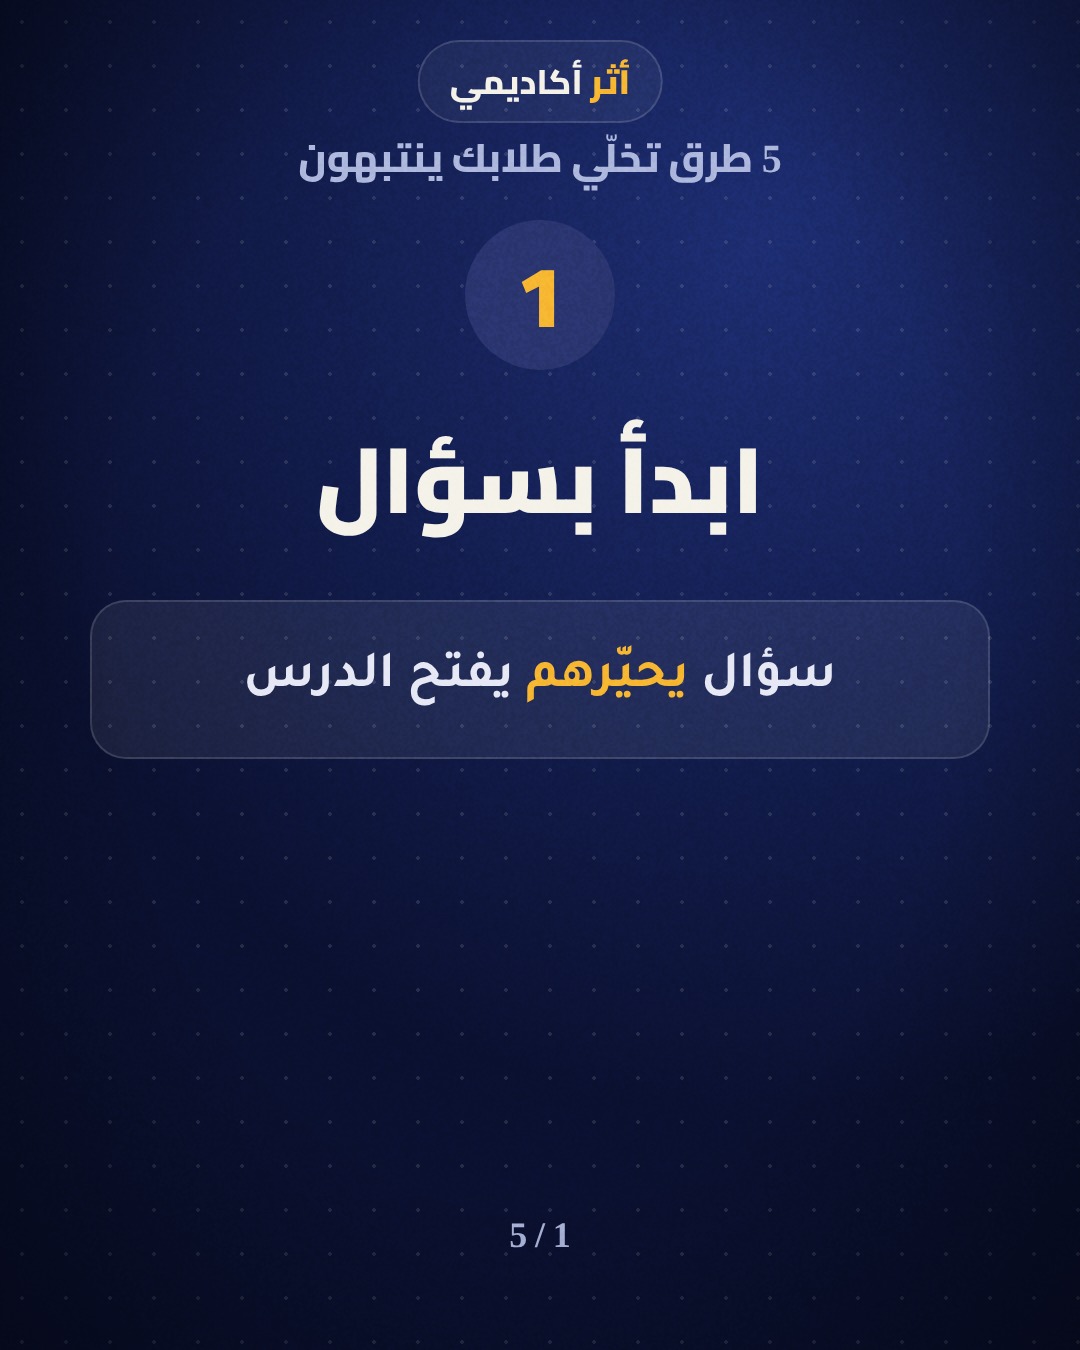 أثر أكاديمي
5 طرق تخلّي طلابك ينتبهون
1
ابدأ بسؤال
سؤال يحيّرهم يفتح الدرس
1 / 5